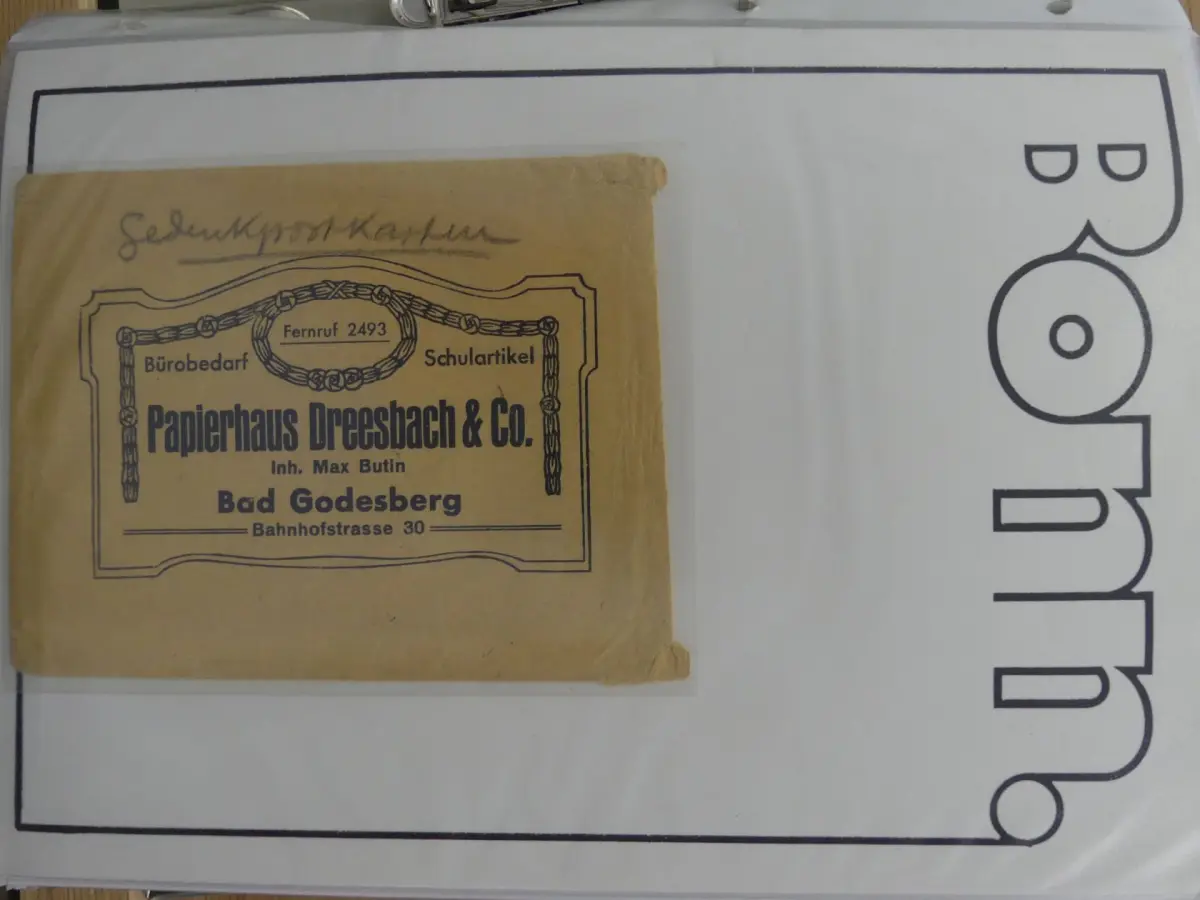 Gedenkpostkarten
Fernruf 2493
Bürobedarf
Schulartikel
Papierhaus Dreesbach & Co.
Inh. Max Butin
Bad Godesberg
Bahnhofstrasse 30
Bonn